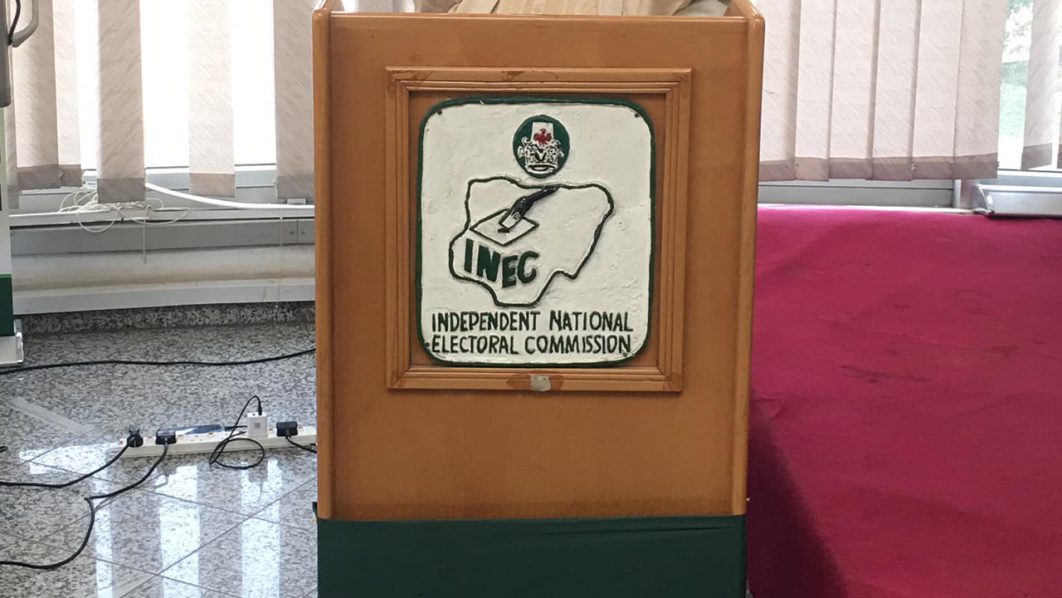 INEC
INDEPENDENT NATIONAL
ELECTORAL COMMISSION